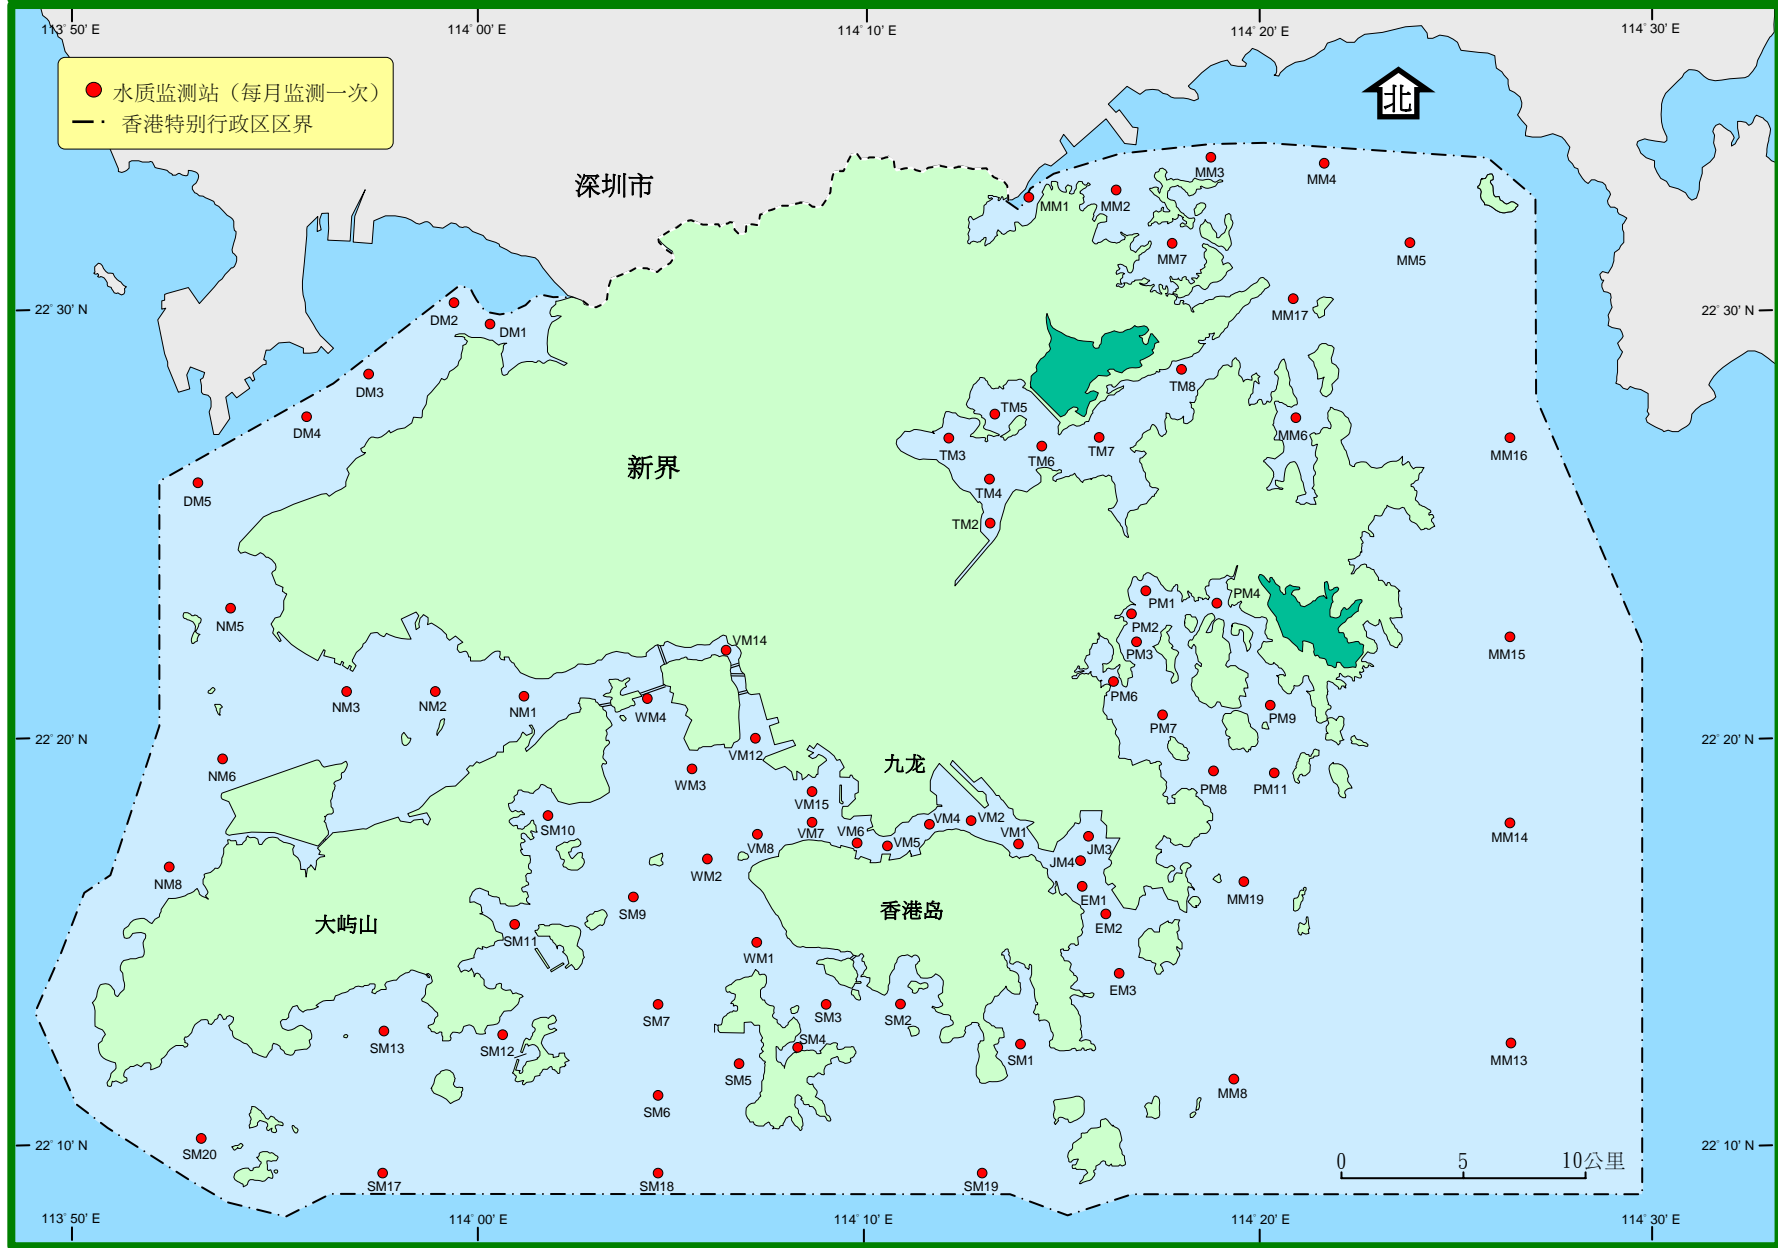 113° 50' E
114° 00' E
114° 10' E
114° 20' E
114° 30' E
水质监测站（每月监测一次）
香港特别行政区区界
北
深圳市
MM3
MM4
MM1
MM2
MM7
MM5
MM17
22° 30' N
22° 30' N
DM2
DM1
DM3
TM8
DM4
TM5
MM6
TM3
TM6
TM7
MM16
新界
TM4
DM5
TM2
PM4
PM1
NM5
PM2
PM3
VM14
MM15
PM6
NM3
NM2
NM1
WM4
PM9
PM7
22° 20' N
22° 20' N
VM12
九龙
NM6
WM3
PM8
PM11
VM15
SM10
VM7
VM6
VM4
VM2
VM1
MM14
VM8
VM5
JM3
JM4
WM2
NM8
MM19
SM9
EM1
香港岛
大屿山
EM2
SM11
WM1
EM3
SM7
SM3
SM2
SM13
SM12
SM4
SM1
MM13
SM5
MM8
SM6
22° 10' N
22° 10' N
SM20
0 5 10公里
SM17
SM18
SM19
113° 50' E
114° 00' E
114° 10' E
114° 20' E
114° 30' E